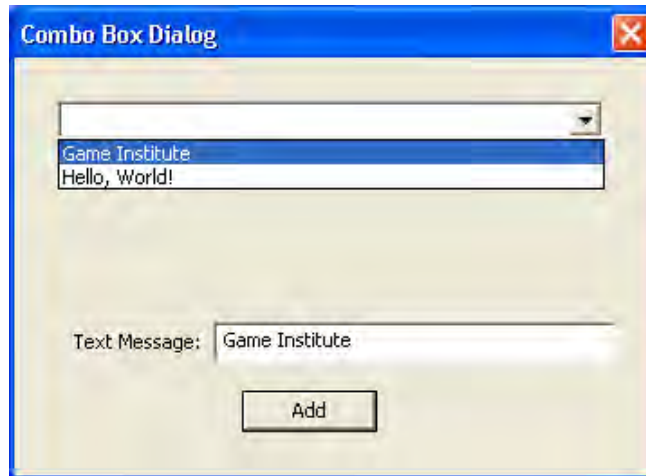 Combo Box Dialog
Game Institute
Hello, World!
Text Message: Game Institute
Add